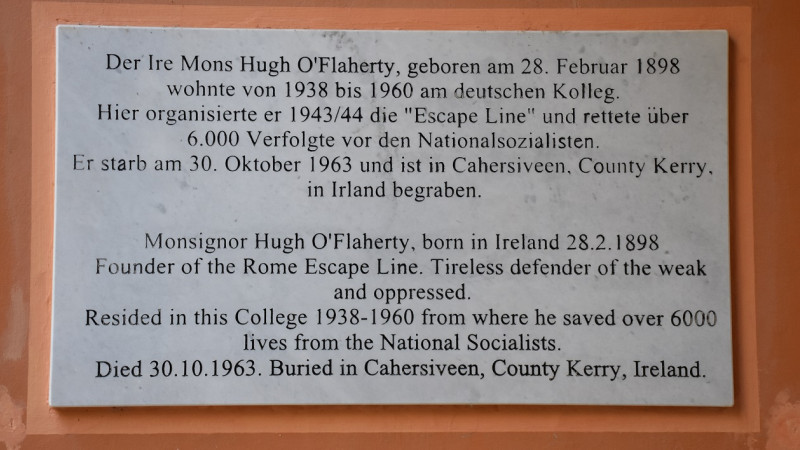 Der Ire Mons Hugh O'Flaherty, geboren am 28. Februar 1898
wohnte von 1938 bis 1960 am deutschen Kolleg.
Hier organisierte er 1943/44 die "Escape Line" und rettete über
6.000 Verfolgte vor den Nationalsozialisten.
Er starb am 30. Oktober 1963 und ist in Cahersiveen, County Kerry,
in Irland begraben.
Monsignor Hugh O'Flaherty, born in Ireland 28.2.1898
Founder of the Rome Escape Line. Tireless defender of the weak
and oppressed.
Resided in this College 1938-1960 from where he saved over 6000
lives from the National Socialists.
Died 30.10.1963. Buried in Cahersiveen, County Kerry, Ireland.